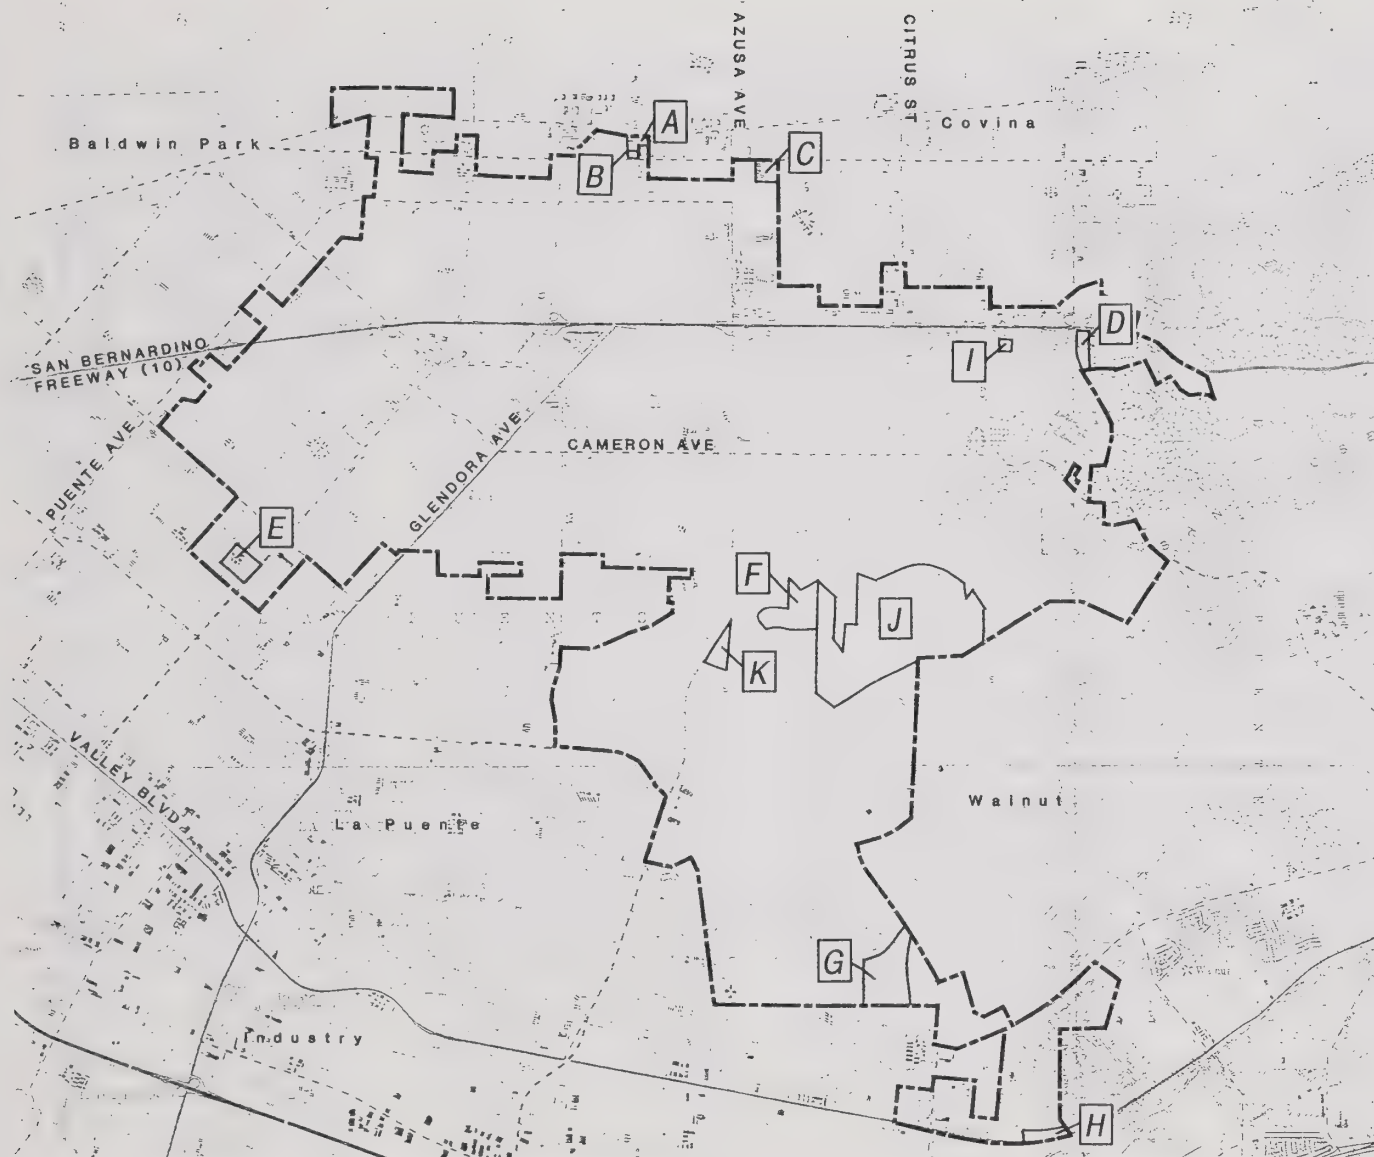 AZUSA AVE
CITRUS ST
Covina
Baldwin Park
A
B
C
SAN BERNARDINO
FREEWAY (10)
D
I
PUENTE AVE
GLENDORA AVE
CAMERON AVE
E
F
J
K
VALLEY BLVD
La Puente
Walnut
G
Industry
H